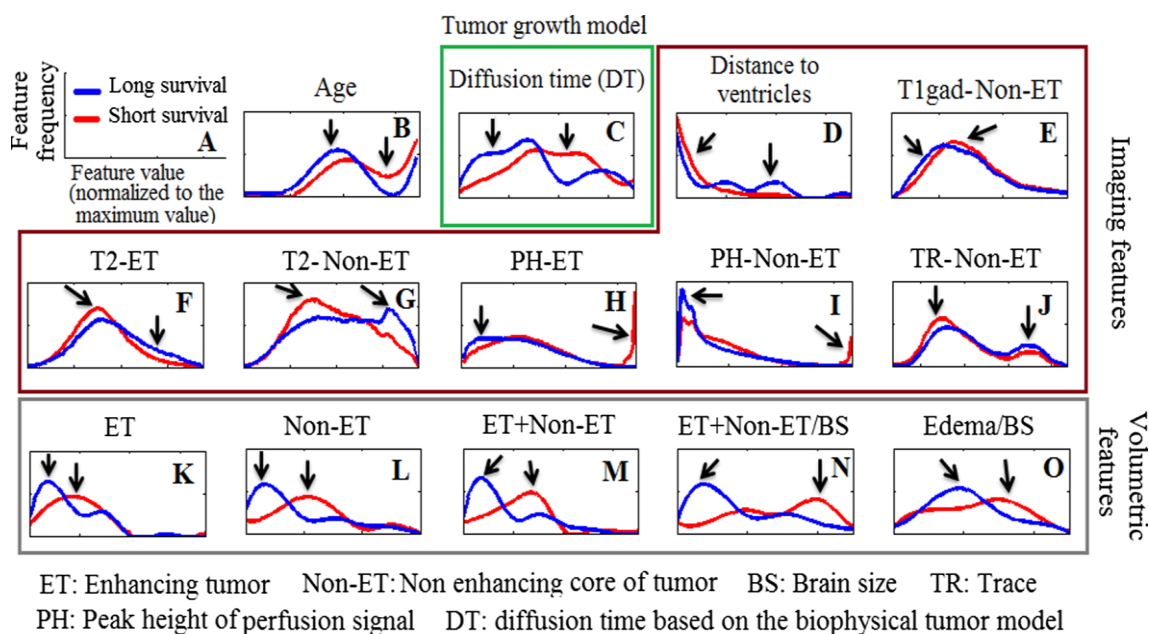 Tumor growth model
Feature
frequency
Long survival
Short survival
A
Feature value
(normalized to the
maximum value)
Age
B
Diffusion time (DT)
C
Distance to
ventricles
D
T1gad-Non-ET
E
Imaging features
T2-ET
F
T2-Non-ET
G
PH-ET
H
PH-Non-ET
I
TR-Non-ET
J
ET
K
Non-ET
L
ET+Non-ET
M
ET+Non-ET/BS
N
Edema/BS
O
Volumetric
features
ET: Enhancing tumor Non-ET: Non enhancing core of tumor BS: Brain size TR: Trace
PH: Peak height of perfusion signal DT: diffusion time based on the biophysical tumor model